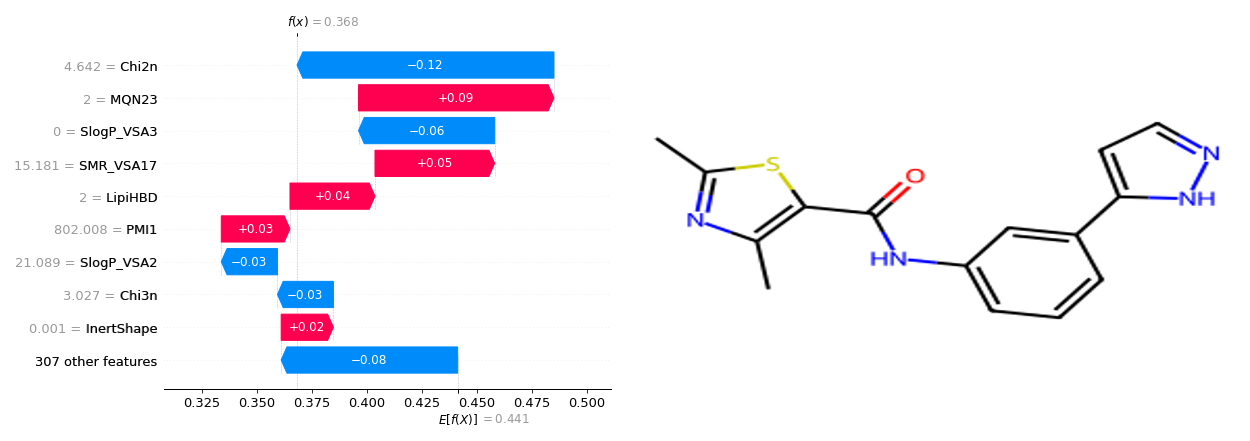 f(x) = 0.368
4.642 = Chi2n
−0.12
2 = MQN23
+0.09
0 = SlogP_VSA3
−0.06
15.181 = SMR_VSA17
+0.05
2 = LipiHBD
+0.04
802.008 = PMI1
+0.03
21.089 = SlogP_VSA2
−0.03
3.027 = Chi3n
−0.03
0.001 = InertShape
+0.02
307 other features
−0.08
0.325 0.350 0.375 0.400 0.425 0.450 0.475 0.500
E[f(X)] = 0.441
S
N
O
HN
N
NH